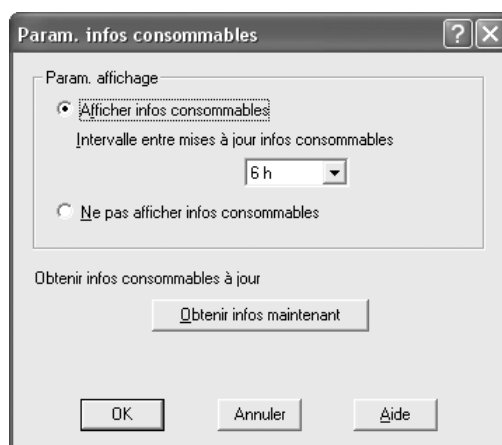 Param. infos consommables
Param. affichage
Afficher infos consommables
Intervalle entre mises à jour infos consommables
6 h
Ne pas afficher infos consommables
Obtenir infos consommables à jour
Obtenir infos maintenant
OK Annuler Aide